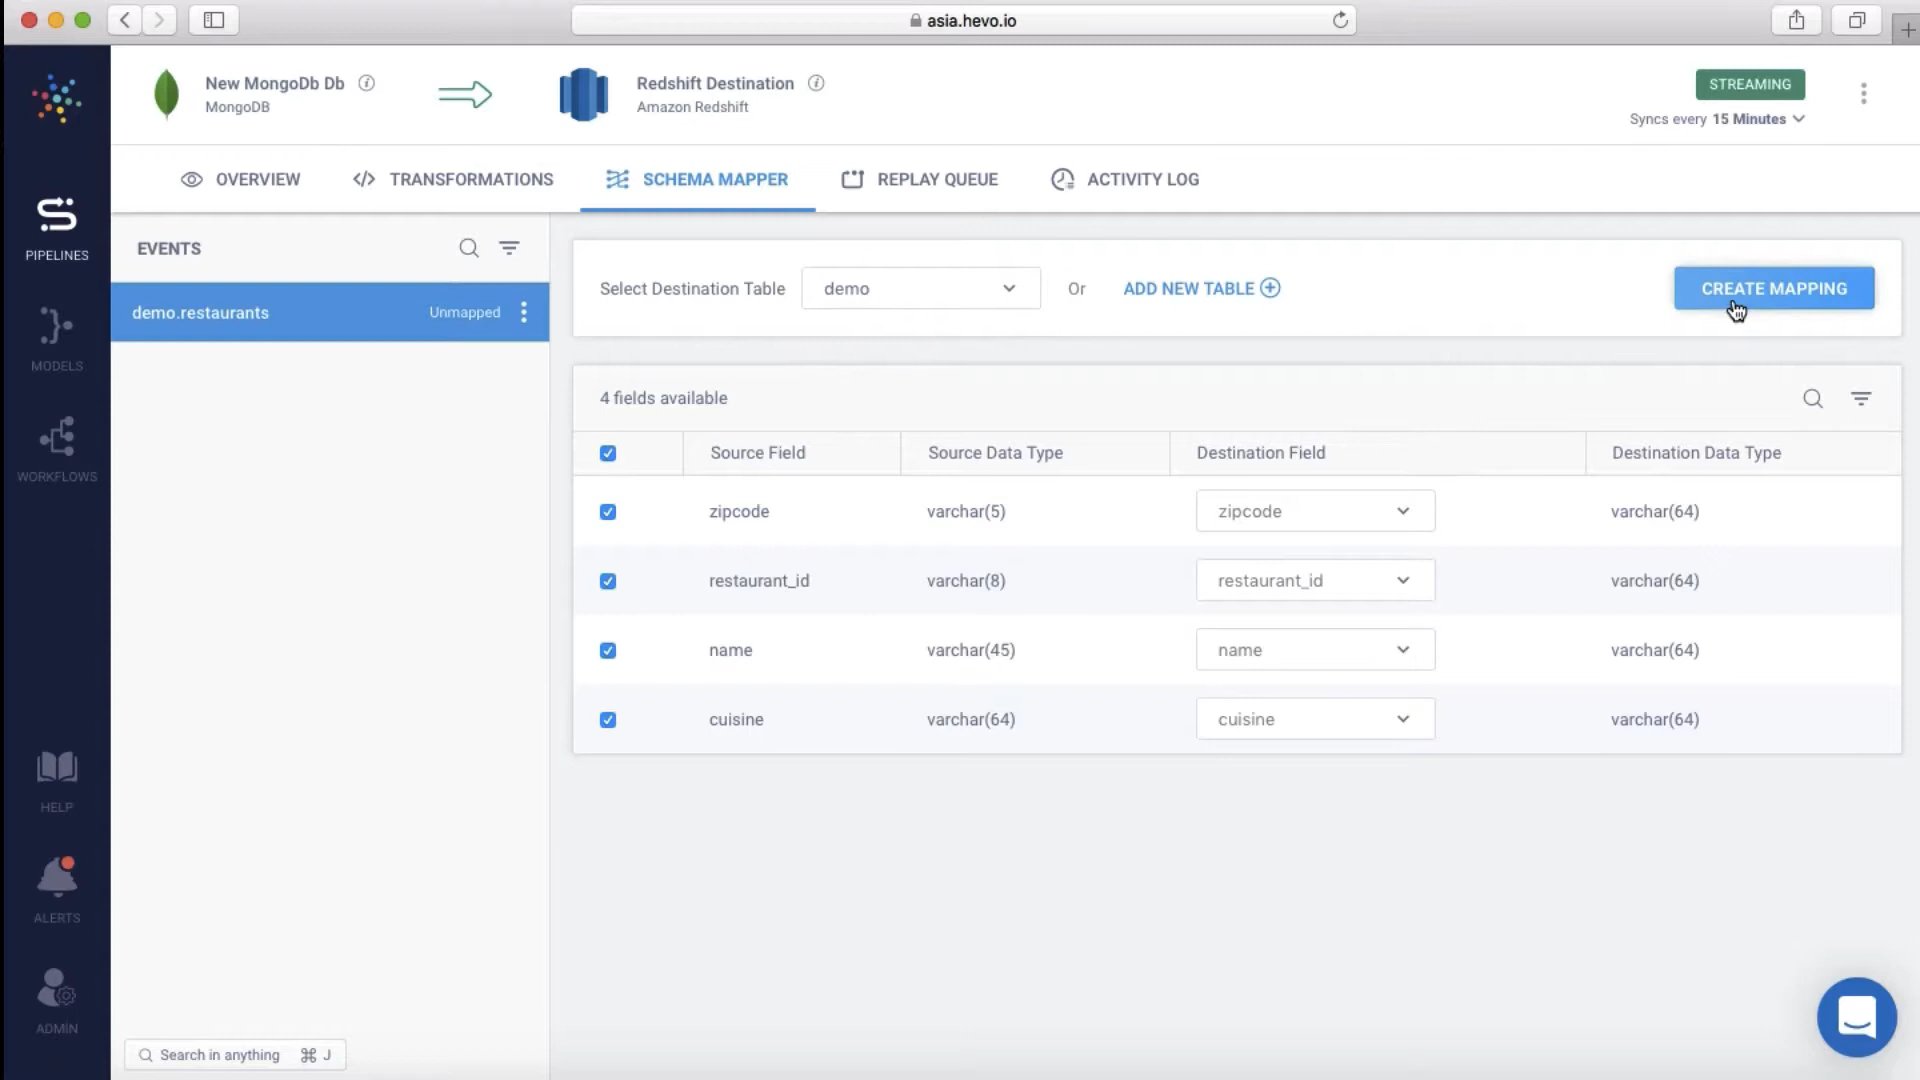 asia.hevo.io
New MongoDb Db
MongoDB
Redshift Destination
Amazon Redshift
STREAMING
Syncs every 15 Minutes
OVERVIEW
</> TRANSFORMATIONS
SCHEMA MAPPER
REPLAY QUEUE
ACTIVITY LOG
PIPELINES
MODELS
WORKFLOWS
HELP
ALERTS
ADMIN
EVENTS
demo.restaurants Unmapped
Search in anything ⌘ J
Select Destination Table demo Or ADD NEW TABLE
CREATE MAPPING
4 fields available
Source Field Source Data Type Destination Field Destination Data Type
zipcode varchar(5) zipcode varchar(64)
restaurant_id varchar(8) restaurant_id varchar(64)
name varchar(45) name varchar(64)
cuisine varchar(64) cuisine varchar(64)